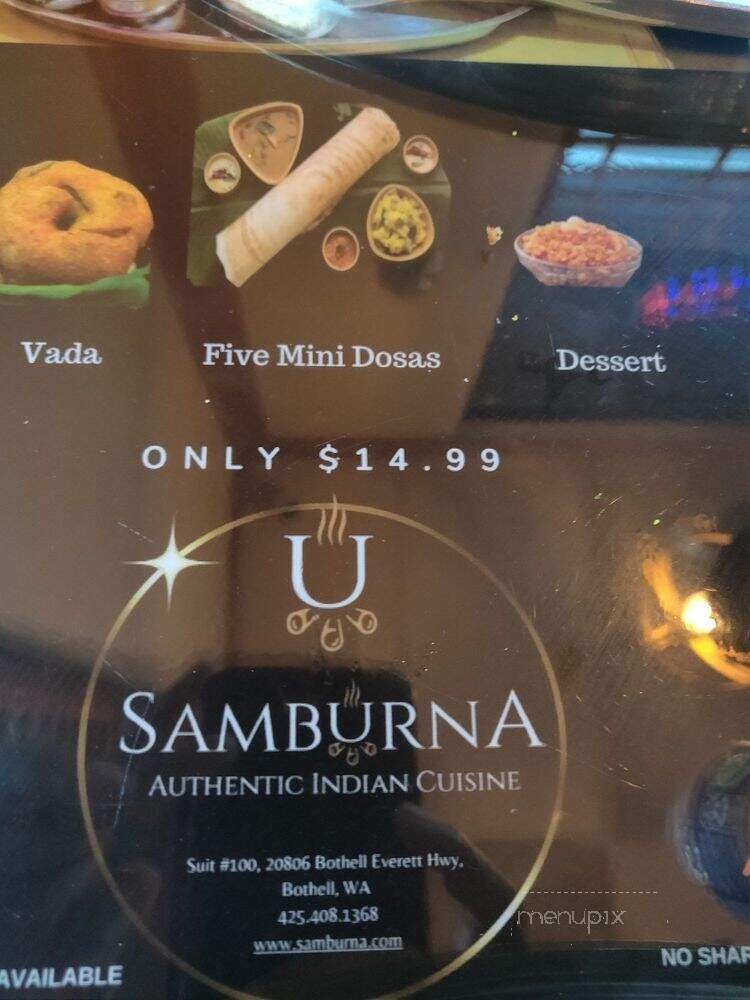 Vada
Five Mini Dosas
Dessert
ONLY $14.99
U
SAMBURNA
AUTHENTIC INDIAN CUISINE
Suit #100, 20806 Bothell Everett Hwy,
Bothell, WA
425.408.1368
www.samburna.com
menupix
AVAILABLE
NO SHAR